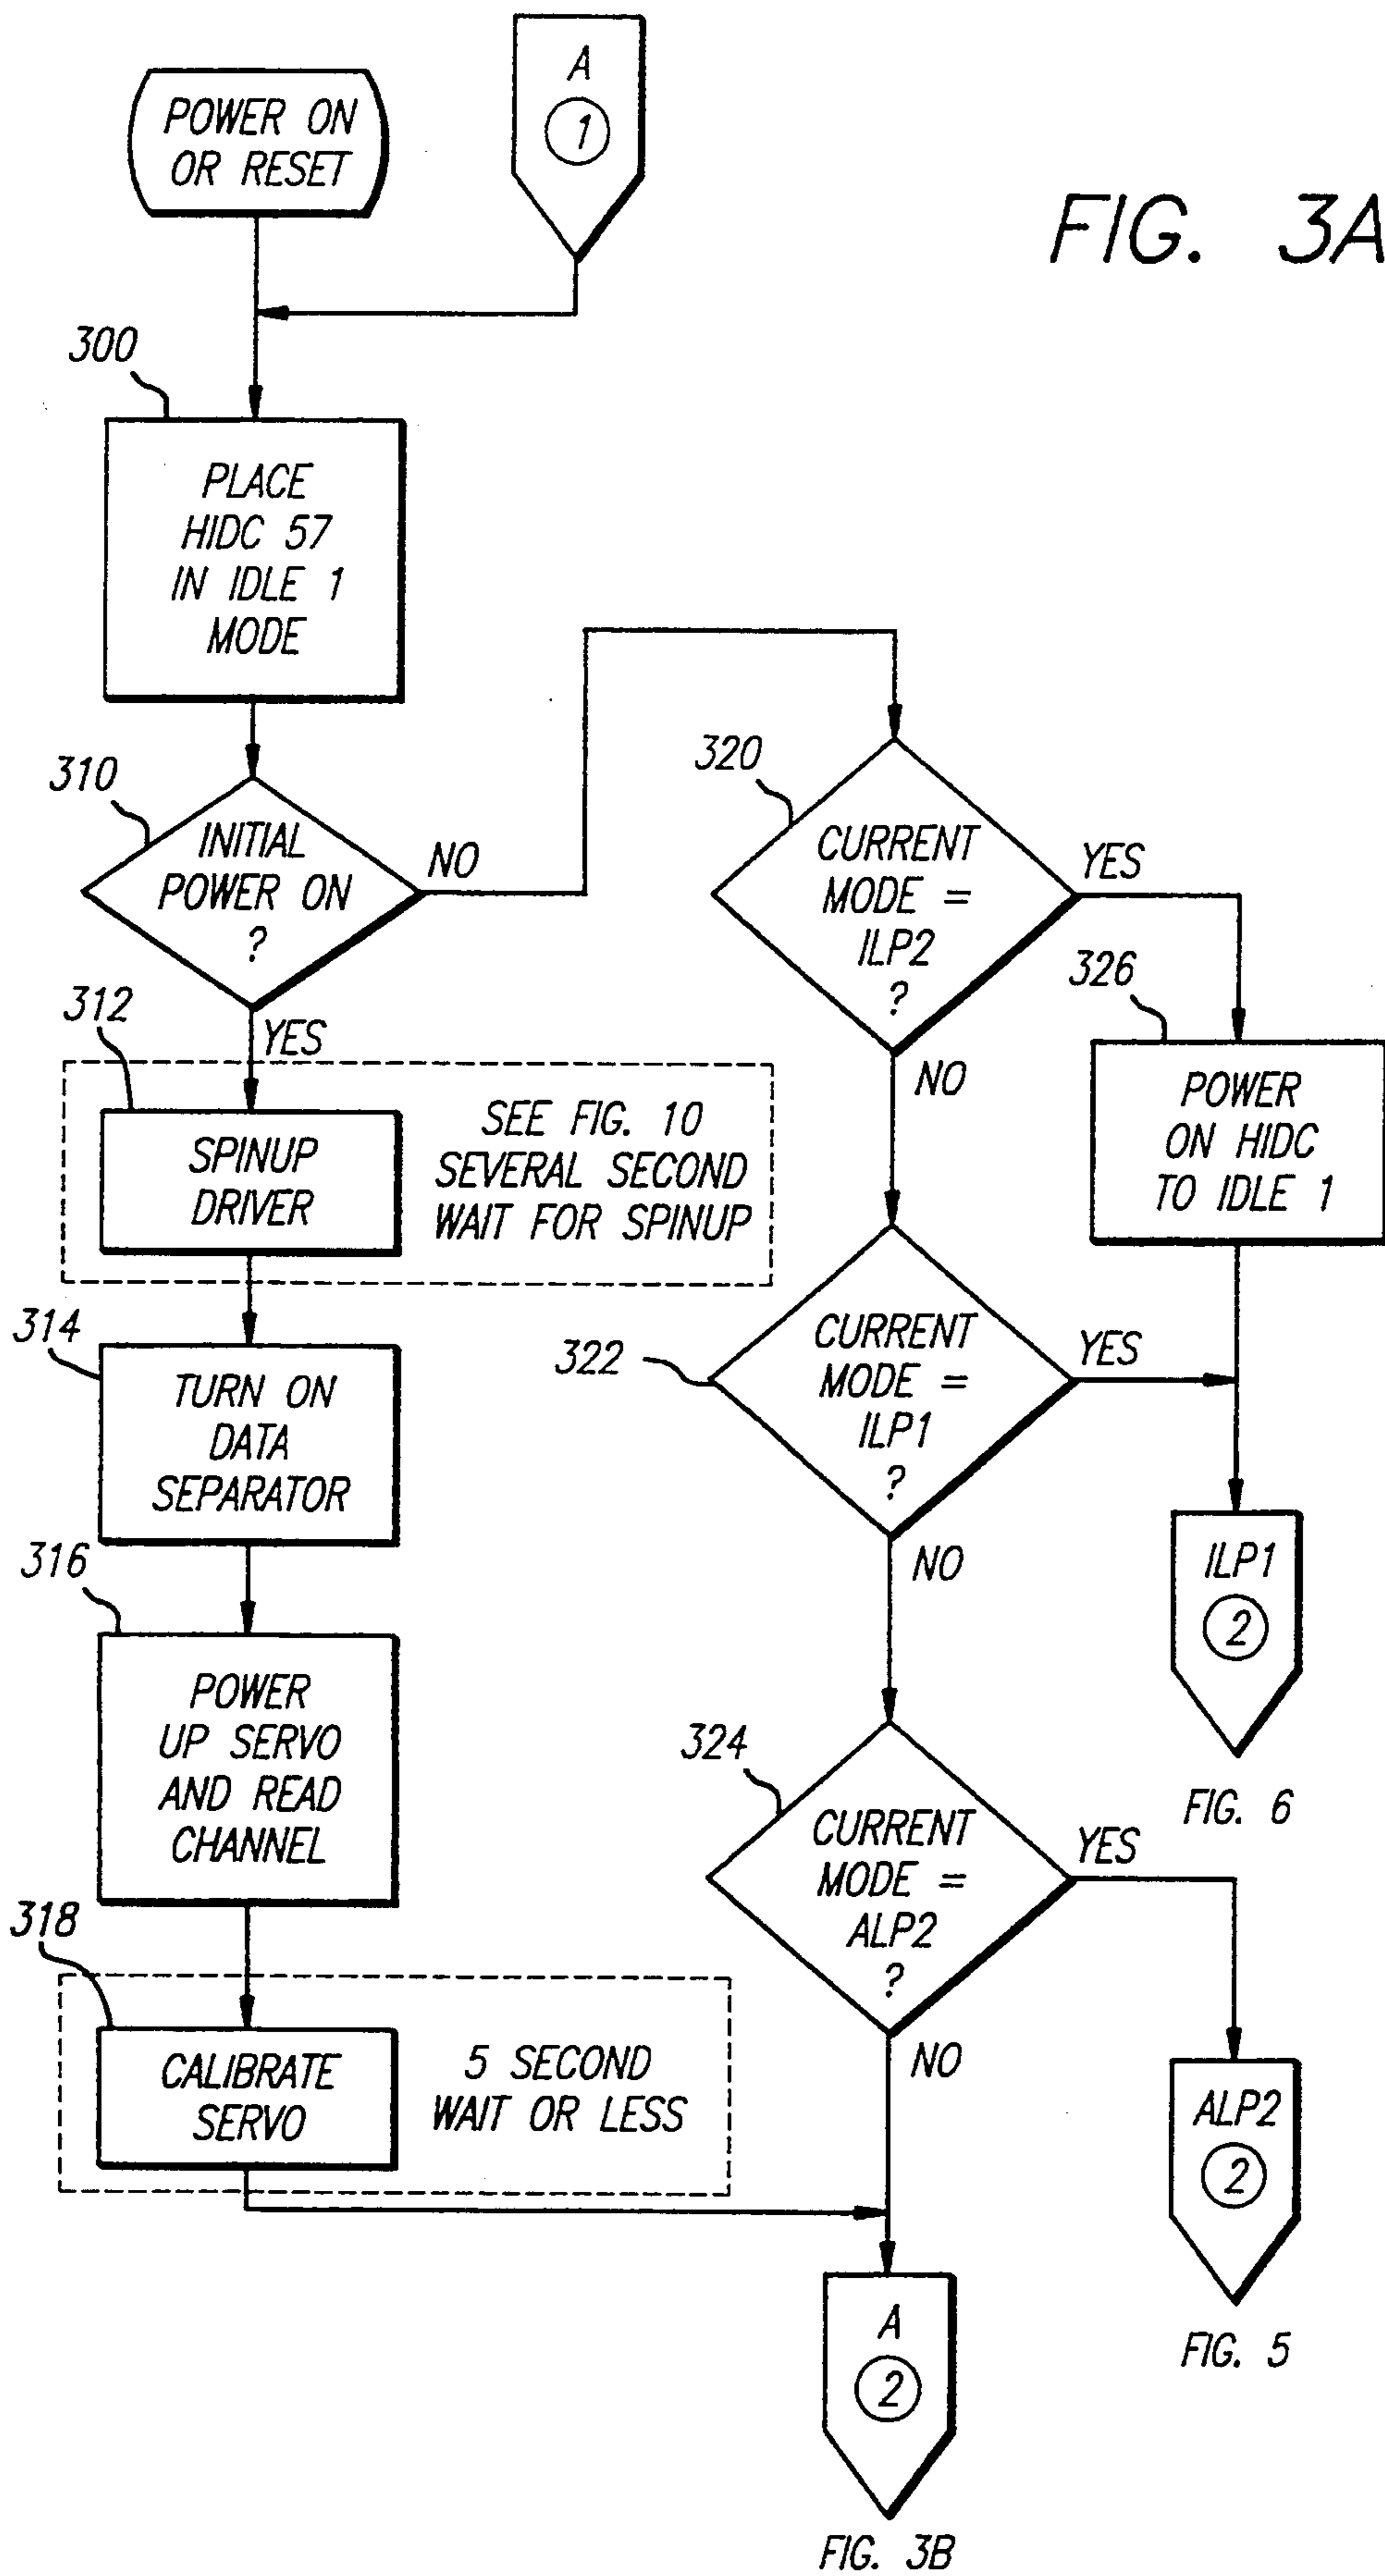 POWER ON
OR RESET
A
1
FIG. 3A
300
PLACE
HIDC 57
IN IDLE 1
MODE
310
INITIAL
POWER ON
?
NO
YES
312
SPINUP
DRIVER
SEE FIG. 10
SEVERAL SECOND
WAIT FOR SPINUP
314
TURN ON
DATA
SEPARATOR
316
POWER
UP SERVO
AND READ
CHANNEL
318
CALIBRATE
SERVO
5 SECOND
WAIT OR LESS
320
CURRENT
MODE =
ILP2
?
YES
NO
326
POWER
ON HIDC
TO IDLE 1
322
CURRENT
MODE =
ILP1
?
YES
NO
ILP1
2
FIG. 6
324
CURRENT
MODE =
ALP2
?
YES
NO
ALP2
2
FIG. 5
A
2
FIG. 3B